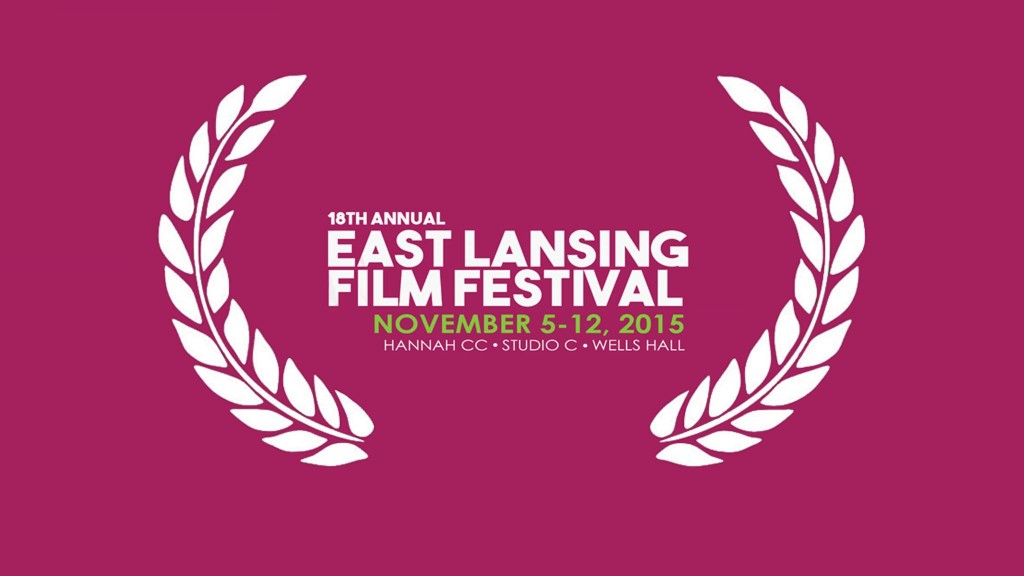 18TH ANNUAL
EAST LANSING
FILM FESTIVAL
NOVEMBER 5-12, 2015
HANNAH CC • STUDIO C • WELLS HALL